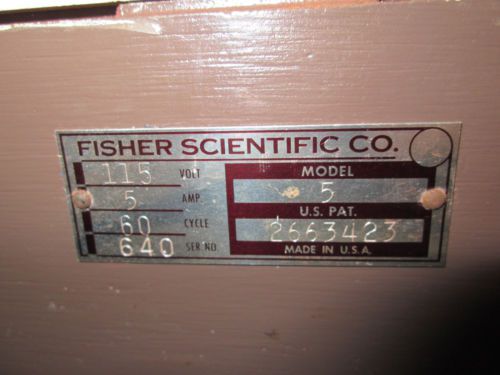 FISHER SCIENTIFIC CO.
115 VOLT
5 AMP
60 CYCLE
640 SER NO.
MODEL
5
U.S. PAT.
2663423
MADE IN U.S.A.